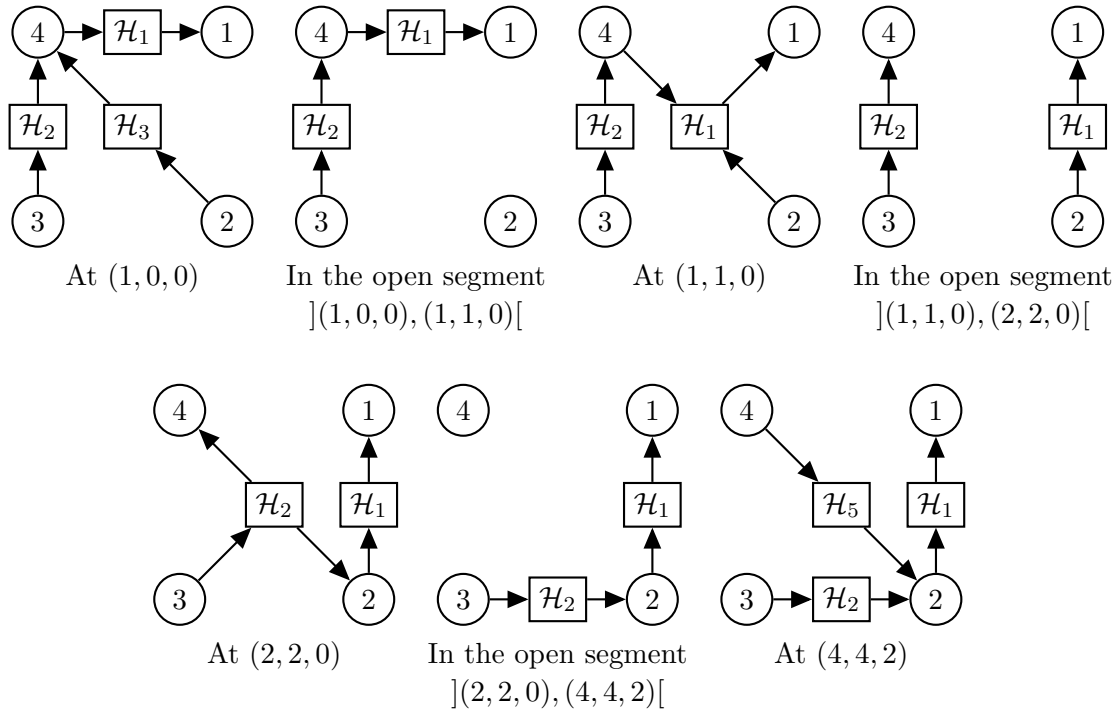 4 ℋ₁ 1 4 ℋ₁ 1 4 1 4 1
ℋ₂ ℋ₃ ℋ₂ ℋ₂ ℋ₁ ℋ₂ ℋ₁
3 2 3 2 3 2 3 2
At (1, 0, 0) In the open segment At (1, 1, 0) In the open segment
](1, 0, 0), (1, 1, 0)[ ](1, 1, 0), (2, 2, 0)[
4 1 4 1 4 1
ℋ₂ ℋ₁ ℋ₁ ℋ₅ ℋ₁
3 2 3 ℋ₂ 2 3 ℋ₂ 2
At (2, 2, 0) In the open segment At (4, 4, 2)
](2, 2, 0), (4, 4, 2)[